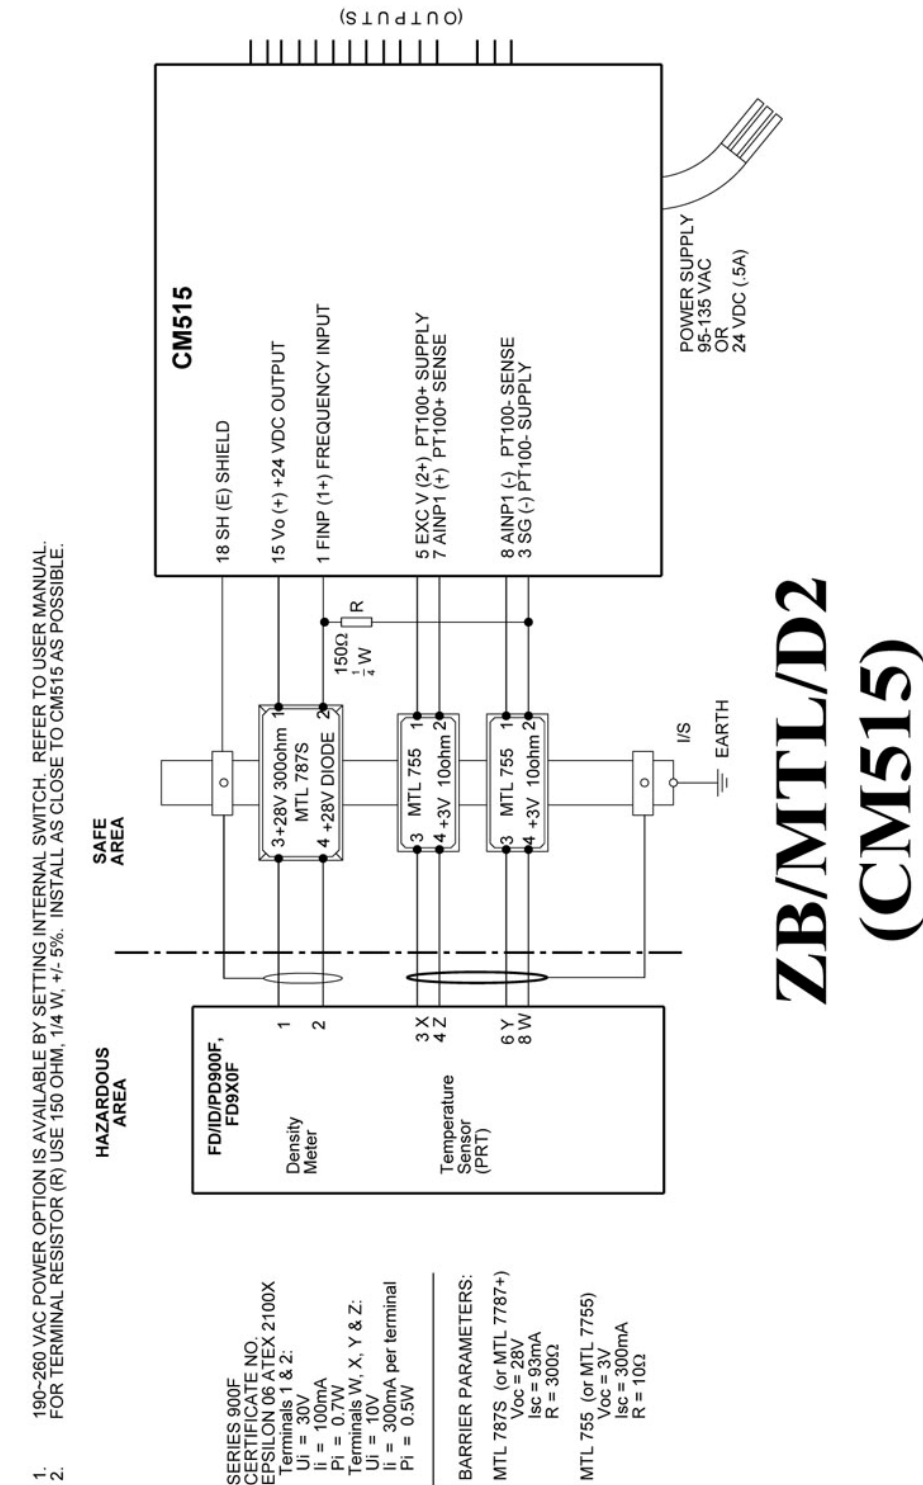 1. 190~260 VAC POWER OPTION IS AVAILABLE BY SETTING INTERNAL SWITCH. REFER TO USER MANUAL.
2. FOR TERMINAL RESISTOR (R) USE 150 OHM, 1/4 W, +/- 5%. INSTALL AS CLOSE TO CM515 AS POSSIBLE.
HAZARDOUS
AREA
SAFE
AREA
SERIES 900F
CERTIFICATE NO.
EPSILON 06 ATEX 2100X
Terminals 1 & 2:
Ui = 30V
Ii = 100mA
Pi = 0.7W
Terminals W, X, Y & Z:
Ui = 10V
Ii = 300mA per terminal
Pi = 0.5W
BARRIER PARAMETERS:
MTL 787S (or MTL 7787+)
Voc = 28V
Isc = 93mA
R = 300Ω
MTL 755 (or MTL 7755)
Voc = 3V
Isc = 300mA
R = 10Ω
FD/ID/PD900F,
FD9X0F
Density
Meter
1
2
Temperature
Sensor
(PRT)
3 X
4 Z
6 Y
8 W
3 +28V 300ohm 1
MTL 787S
4 +28V DIODE 2
3 MTL 755 1
4 +3V 10ohm 2
3 MTL 755 1
4 +3V 10ohm 2
I/S
EARTH
150Ω
1/4 W
R
CM515
18 SH (E) SHIELD
15 Vo (+) +24 VDC OUTPUT
1 FINP (1+) FREQUENCY INPUT
5 EXC V (2+) PT100+ SUPPLY
7 AINP1 (+) PT100+ SENSE
8 AINP1 (-) PT100- SENSE
3 SG (-) PT100- SUPPLY
(OUTPUTS)
POWER SUPPLY
95-135 VAC
OR
24 VDC (.5A)
ZB/MTL/D2
(CM515)